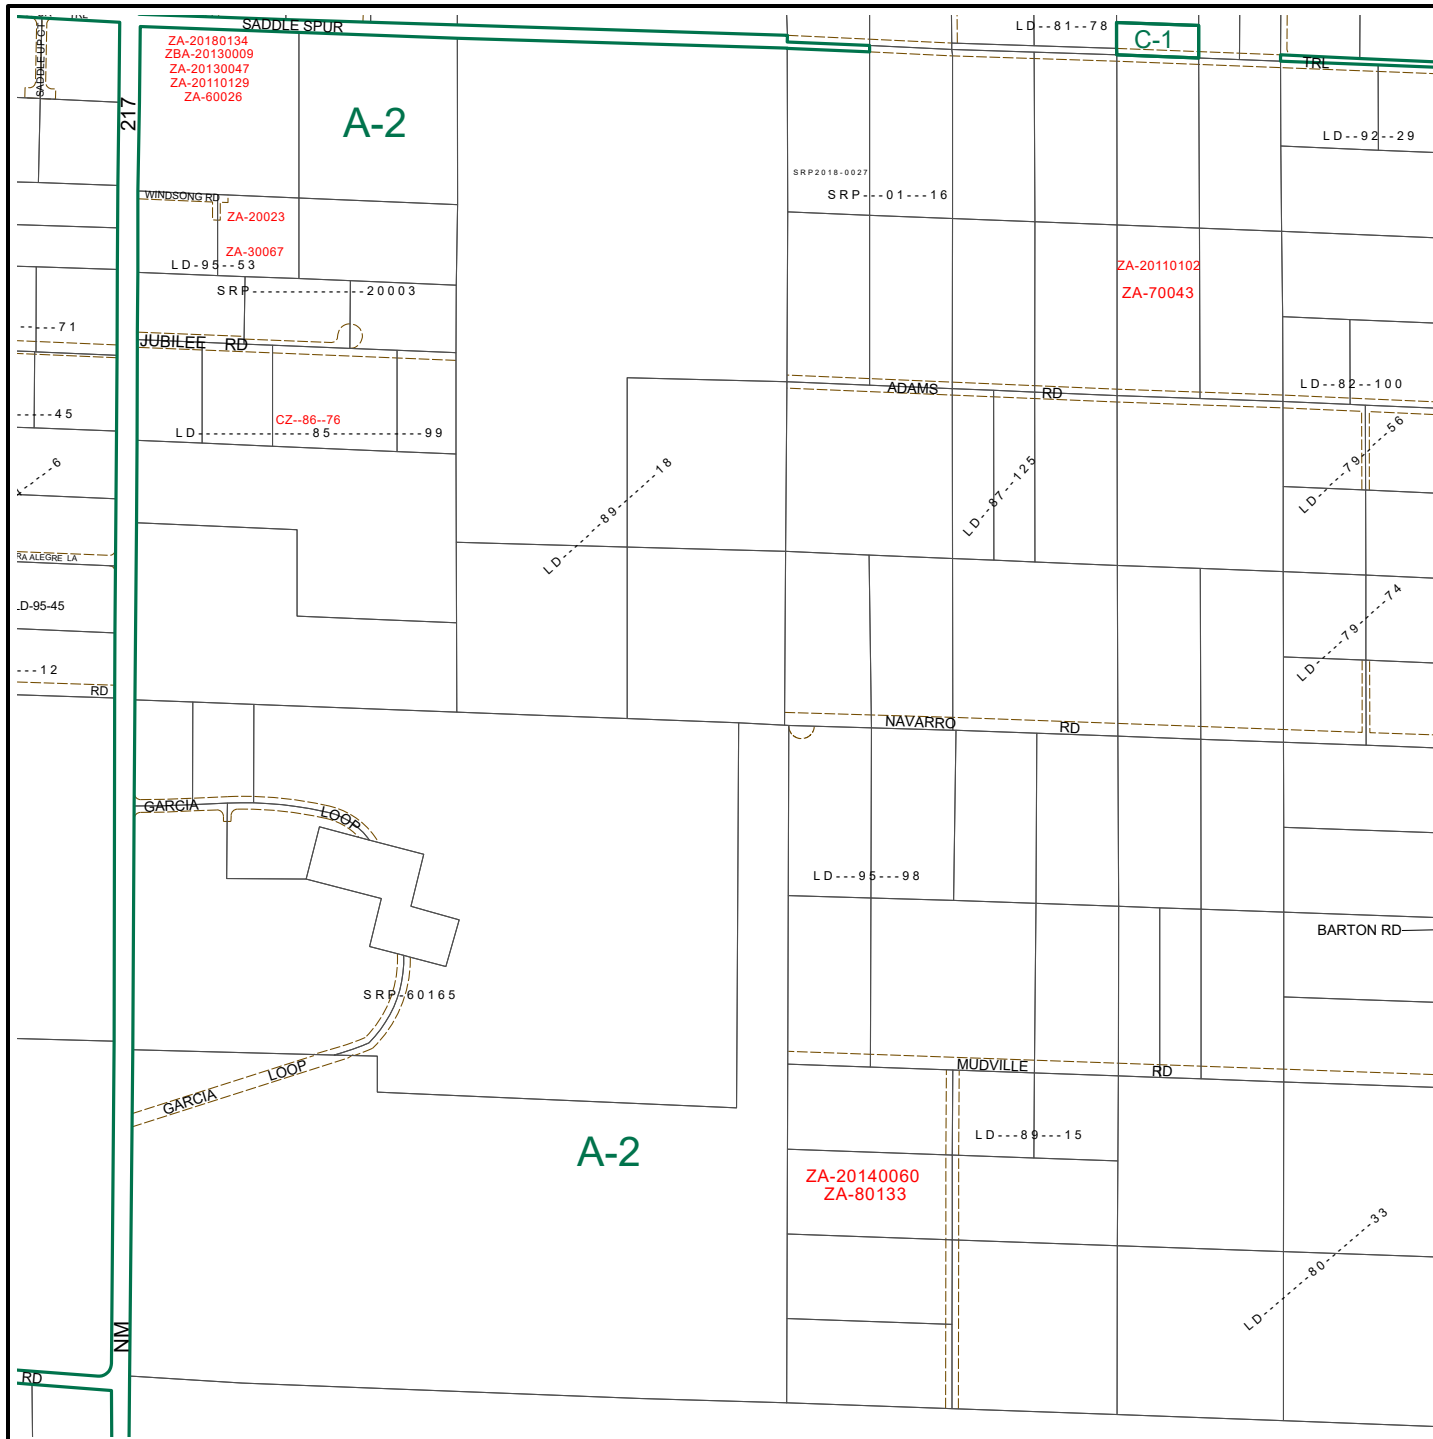 SADDLE SPUR
TRL
C-1
LD--81--78
SADDLE UP CT
217
ZA-20180134
ZBA-20130009
ZA-20130047
ZA-20110129
ZA-60026
A-2
TRL
LD--92--29
SRP2018-0027
SRP---01---16
WINDSONG RD
ZA-20023
ZA-30067
LD-95--53
SRP--------------20003
ZA-20110102
ZA-70043
-----71
JUBILEE RD
ADAMS RD
LD--82--100
-----45
CZ--86--76
LD-------------85-----------99
6
LD------89------18
LD---87---125
LD------79------56
RA ALEGRE LA
LD-95-45
LD------79------74
---12
RD
NAVARRO RD
GARCIA LOOP
LD---95---98
BARTON RD
SRP-60165
GARCIA LOOP
MUDVILLE RD
LD---89---15
A-2
ZA-20140060
ZA-80133
LD--------80--------33
NM
RD